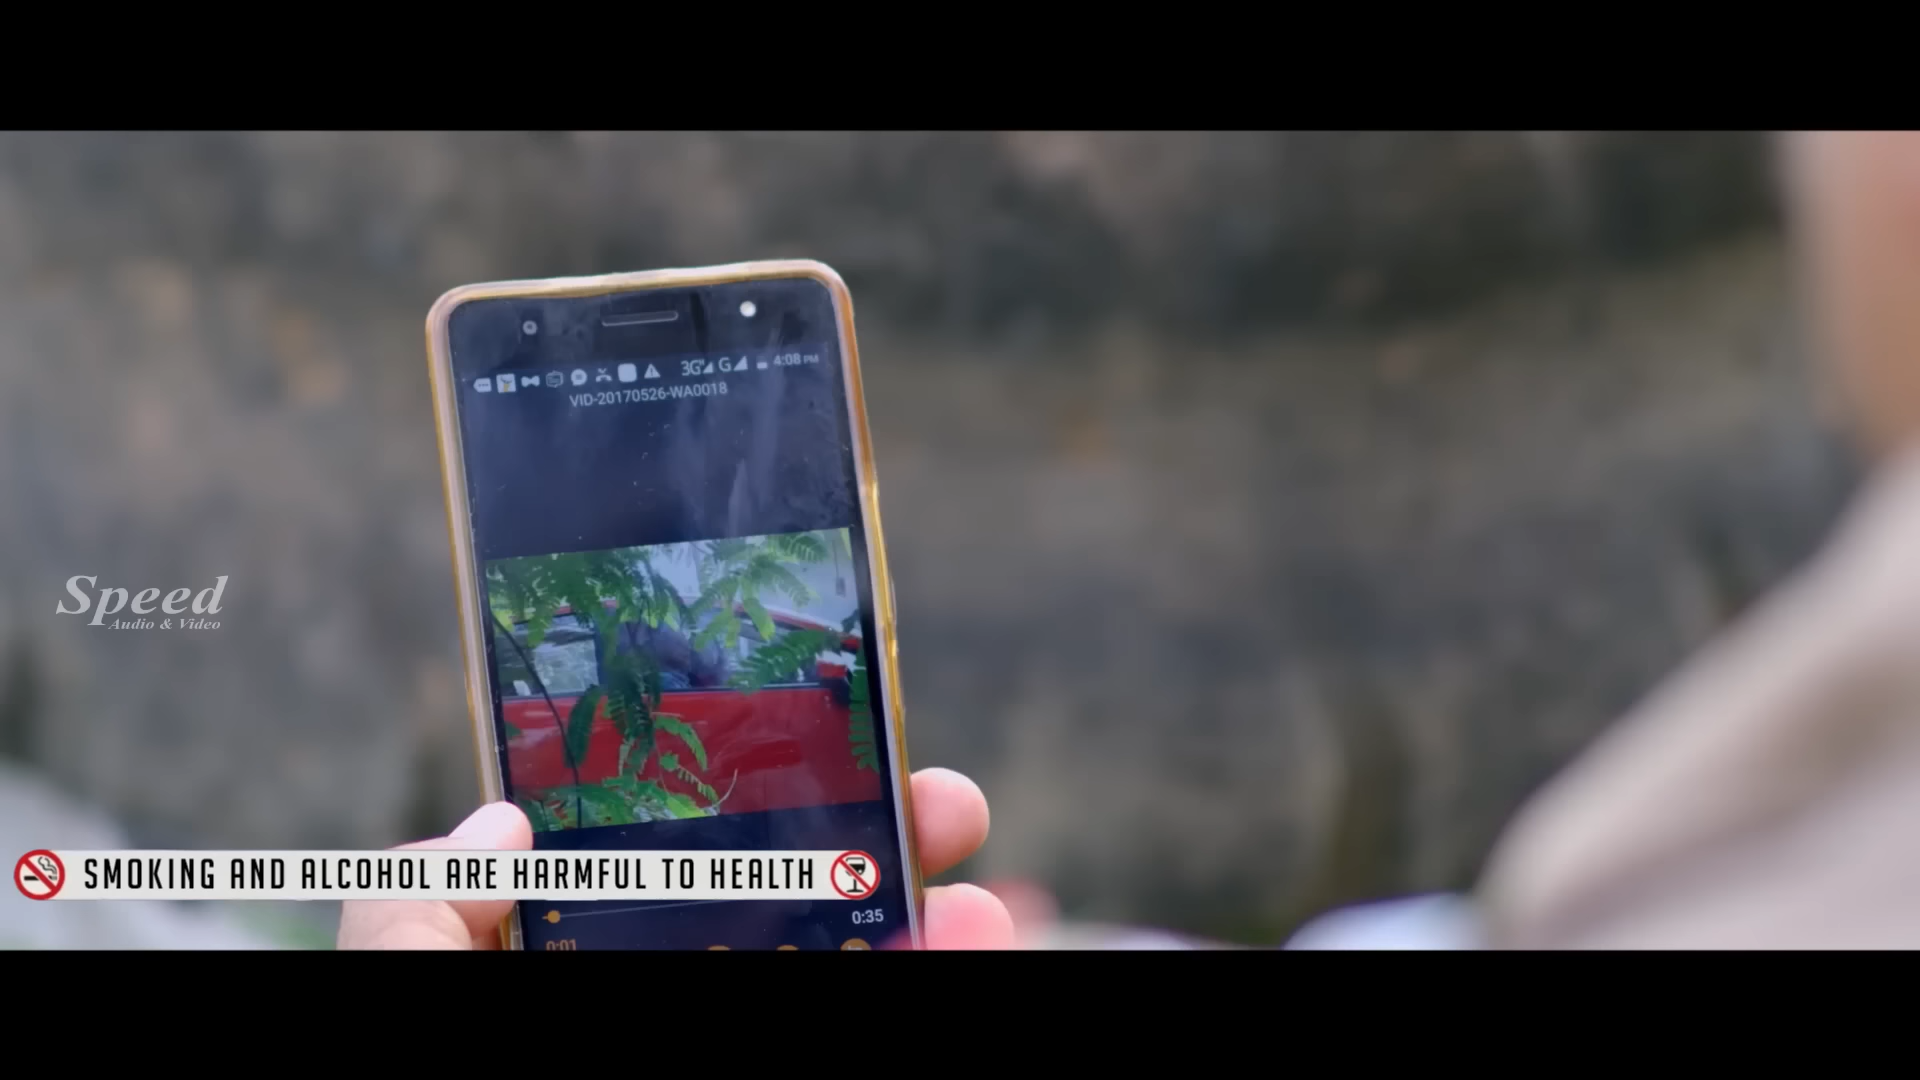 3G G 4:08 PM
VID-20170526-WA0018
Speed
Audio & Video
SMOKING AND ALCOHOL ARE HARMFUL TO HEALTH
0:35
0:01